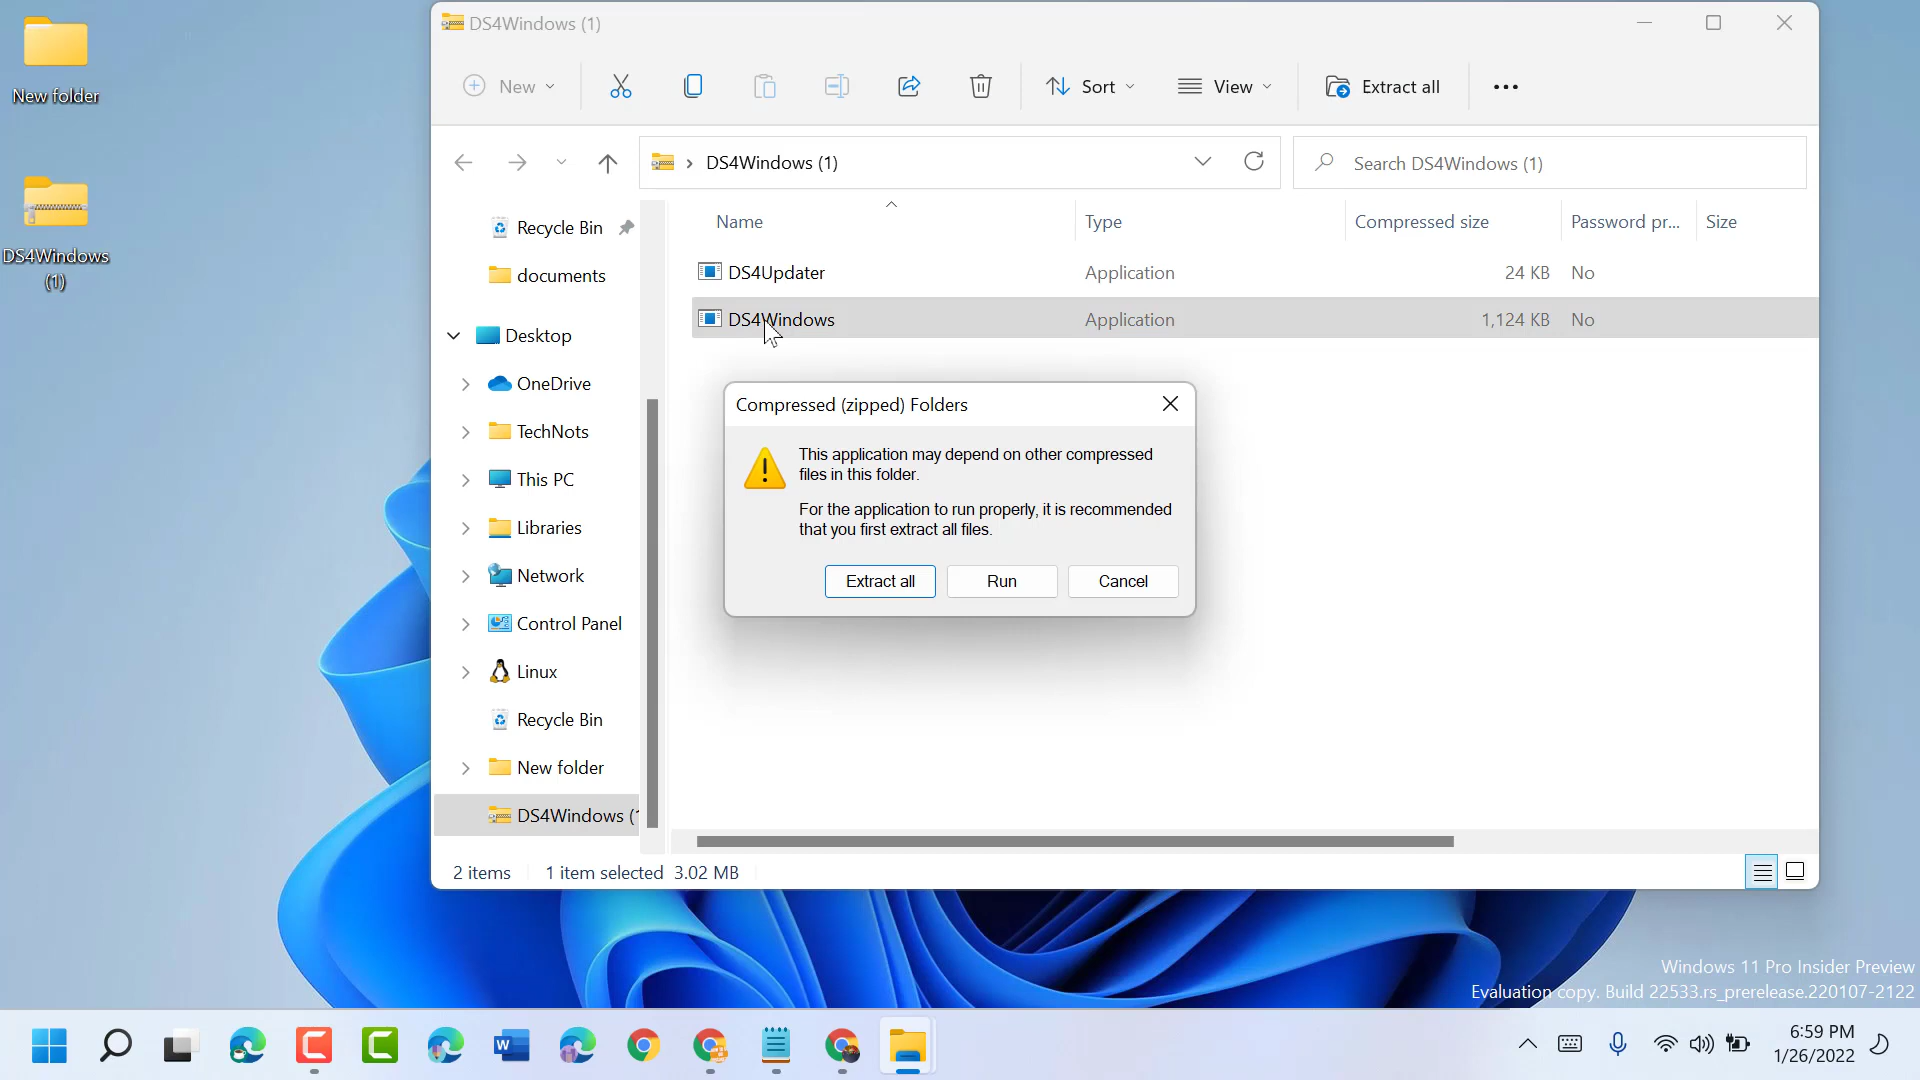 New folder
DS4Windows
(1)
DS4Windows (1)
New
Sort
View
Extract all
DS4Windows (1)
Search DS4Windows (1)
Recycle Bin
documents
Desktop
OneDrive
TechNots
This PC
Libraries
Network
Control Panel
Linux
Recycle Bin
New folder
DS4Windows (
Name
Type
Compressed size
Password pr...
Size
DS4Updater
Application
24 KB
No
DS4Windows
Application
1,124 KB
No
Compressed (zipped) Folders
This application may depend on other compressed
files in this folder.
For the application to run properly, it is recommended
that you first extract all files.
Extract all
Run
Cancel
2 items
1 item selected 3.02 MB
Windows 11 Pro Insider Preview
Evaluation copy. Build 22533.rs_prerelease.220107-2122
6:59 PM
1/26/2022